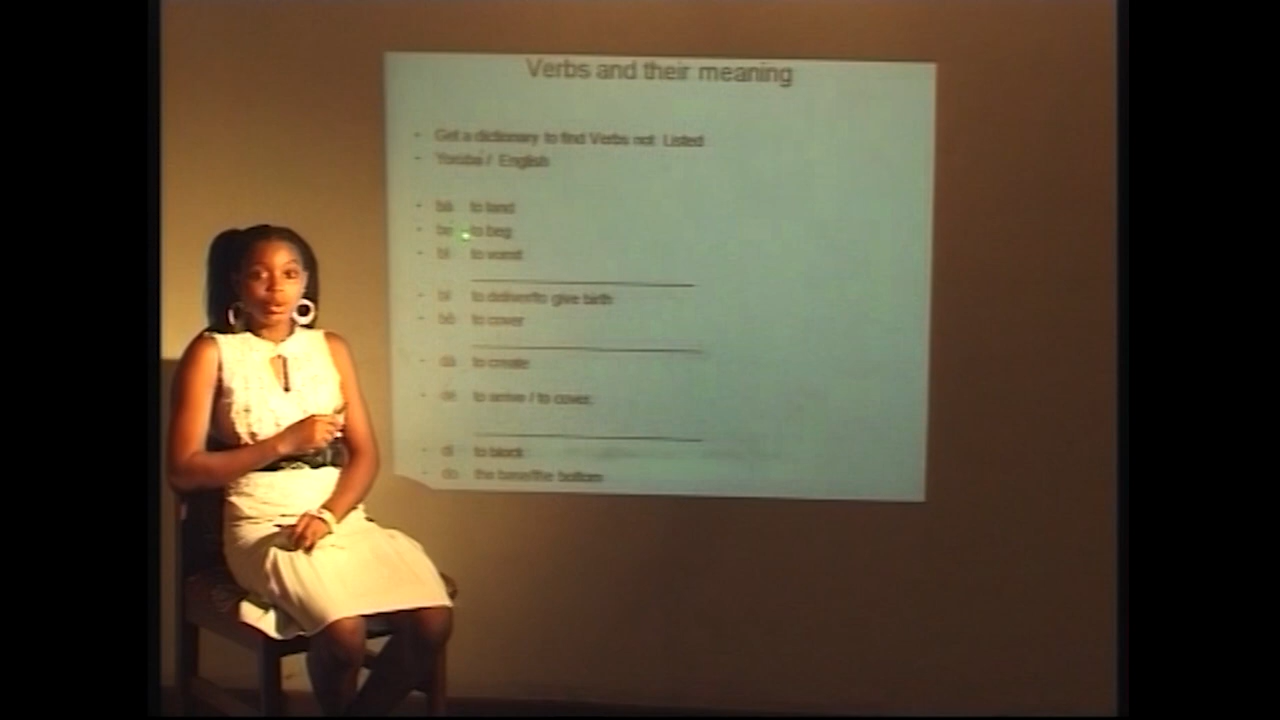 Verbs and their meaning
- Get a dictionary to find Verbs not Listed
- Yoruba / English
- to land
- to beg
- to vomit
- to deliver/to give birth
- to cover
- to create
- to arrive / to cover,
- to block
- the base/the bottom